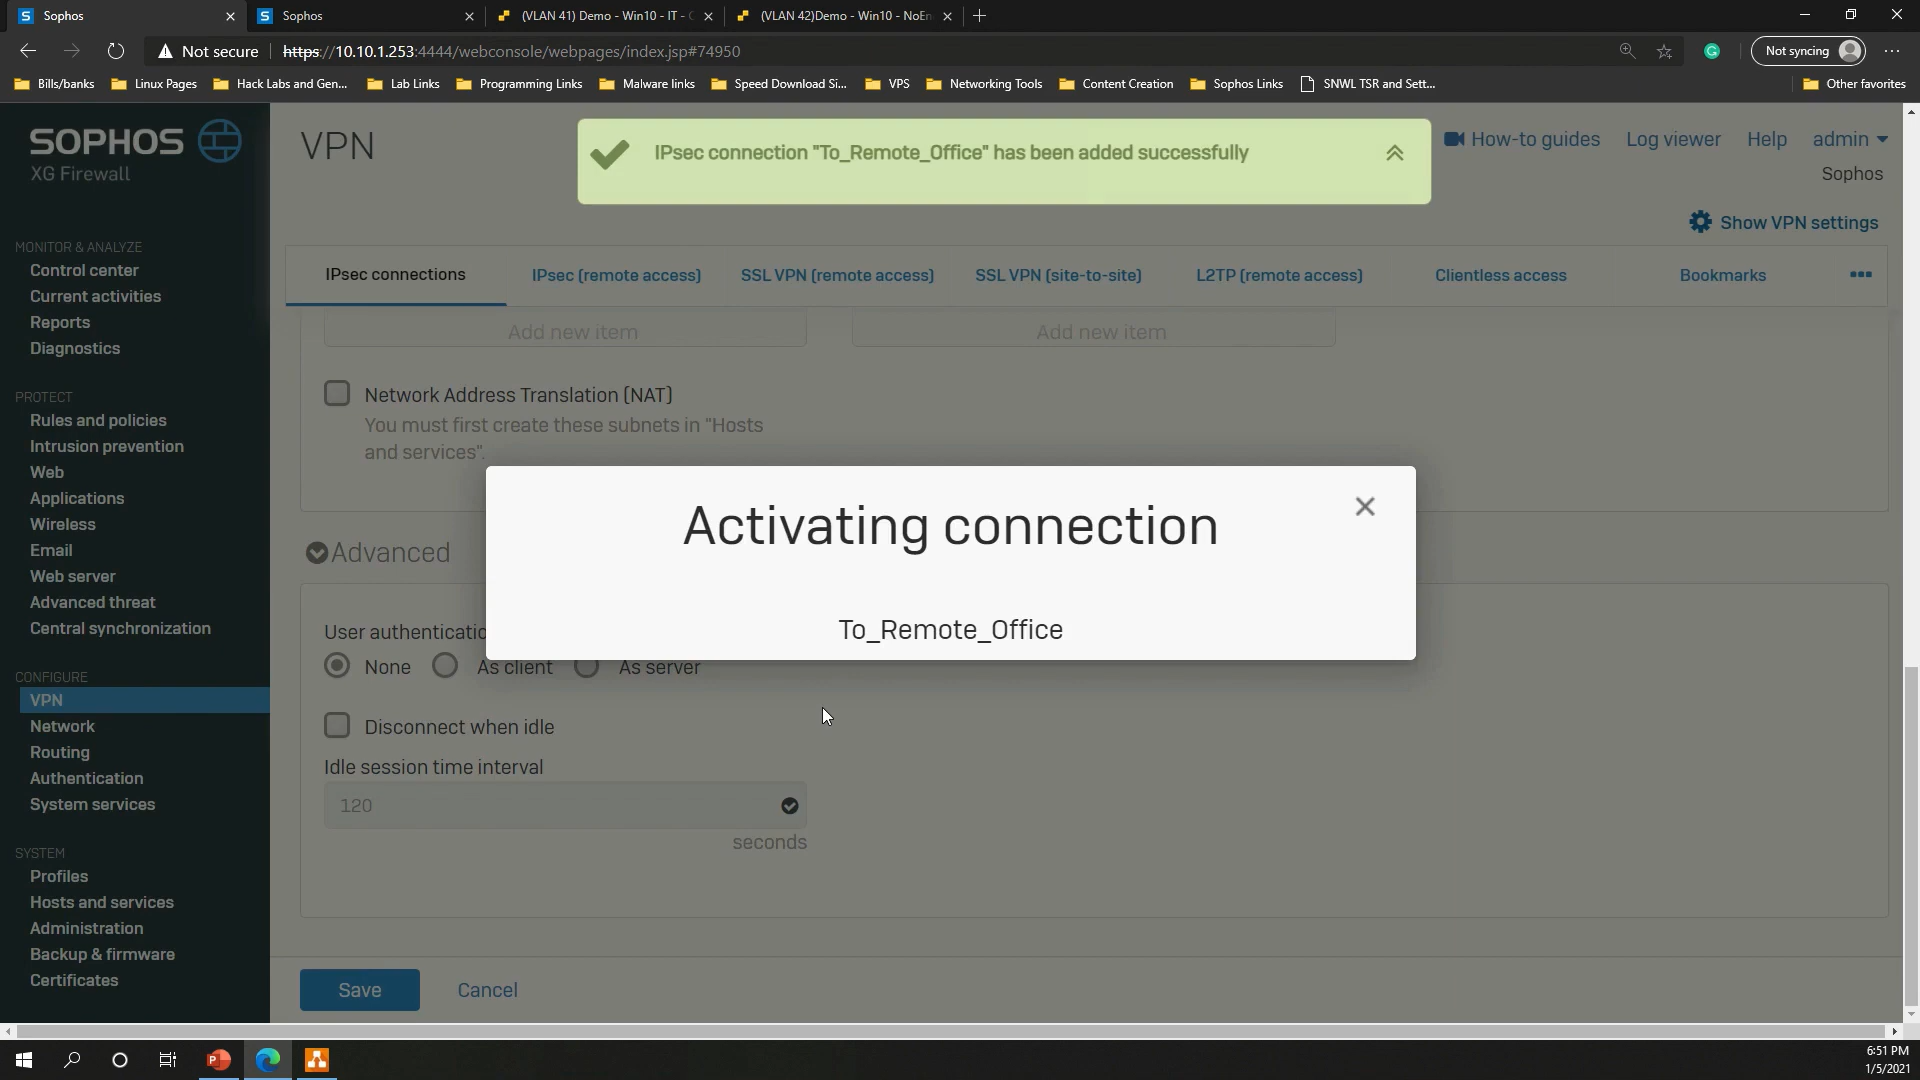 Sophos
Sophos
(VLAN 41) Demo - Win10 - IT -
(VLAN 42)Demo - Win10 - NoEn
Not secure
https://10.10.1.253:4444/webconsole/webpages/index.jsp#74950
Not syncing
Bills/banks
Linux Pages
Hack Labs and Gen...
Lab Links
Programming Links
Malware links
Speed Download Si...
VPS
Networking Tools
Content Creation
Sophos Links
SNWL TSR and Sett...
Other favorites
SOPHOS
XG Firewall
MONITOR & ANALYZE
Control center
Current activities
Reports
Diagnostics
PROTECT
Rules and policies
Intrusion prevention
Web
Applications
Wireless
Email
Web server
Advanced threat
Central synchronization
CONFIGURE
VPN
Network
Routing
Authentication
System services
SYSTEM
Profiles
Hosts and services
Administration
Backup & firmware
Certificates
VPN
IPsec connection "To_Remote_Office" has been added successfully
How-to guides
Log viewer
Help
admin
Sophos
Show VPN settings
IPsec connections
IPsec (remote access)
SSL VPN (remote access)
SSL VPN (site-to-site)
L2TP (remote access)
Clientless access
Bookmarks
Add new item
Add new item
Network Address Translation (NAT)
You must first create these subnets in "Hosts
and services".
Activating connection
To_Remote_Office
Advanced
User authenticatio
None
As client
As server
Disconnect when idle
Idle session time interval
120
seconds
Save
Cancel
6:51 PM
1/5/2021